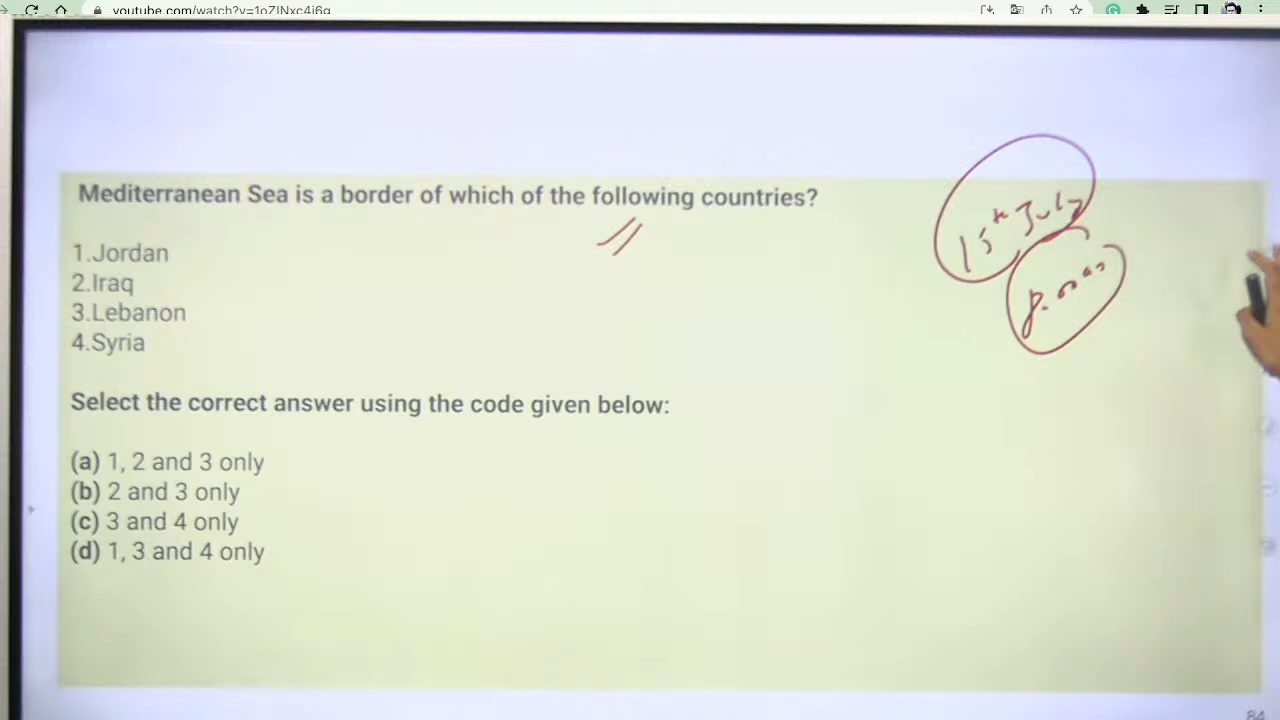 youtube.com/watch?v=1o7INxc4i6g
Mediterranean Sea is a border of which of the following countries?
1.Jordan
2.Iraq
3.Lebanon
4.Syria
Select the correct answer using the code given below:
(a) 1, 2 and 3 only
(b) 2 and 3 only
(c) 3 and 4 only
(d) 1, 3 and 4 only
15th July
84